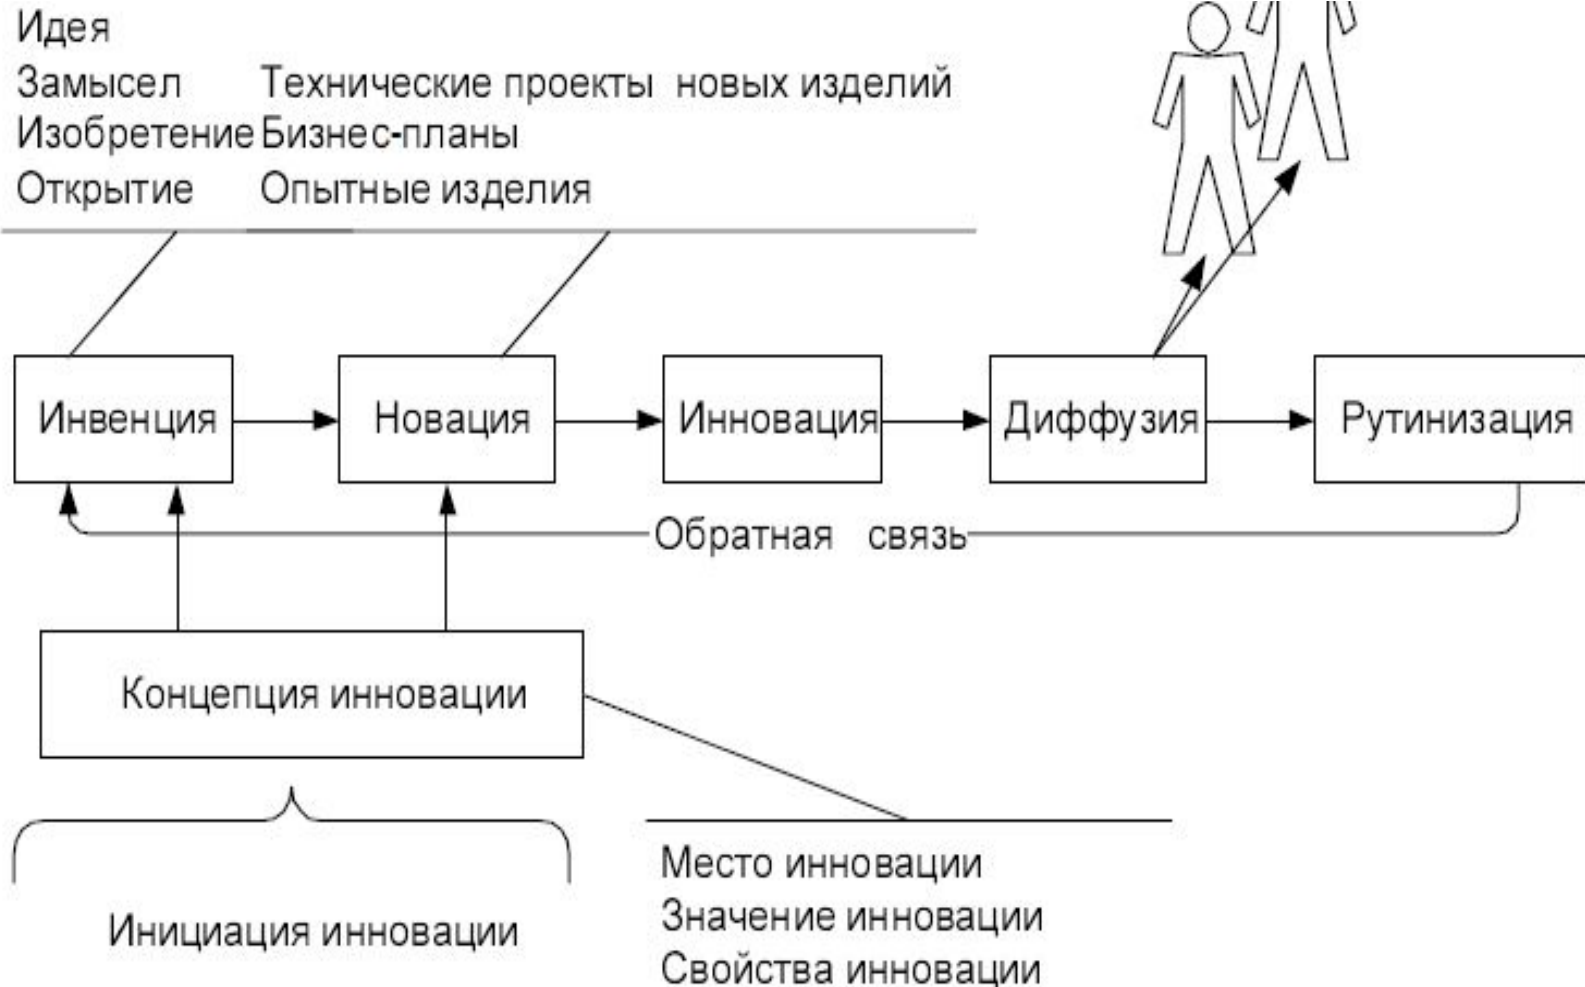 Идея
Замысел Технические проекты новых изделий
Изобретение Бизнес-планы
Открытие Опытные изделия
Инвенция Новация Инновация Диффузия Рутинизация
Обратная связь
Концепция инновации
Место инновации
Значение инновации
Инициация инновации
Свойства инновации